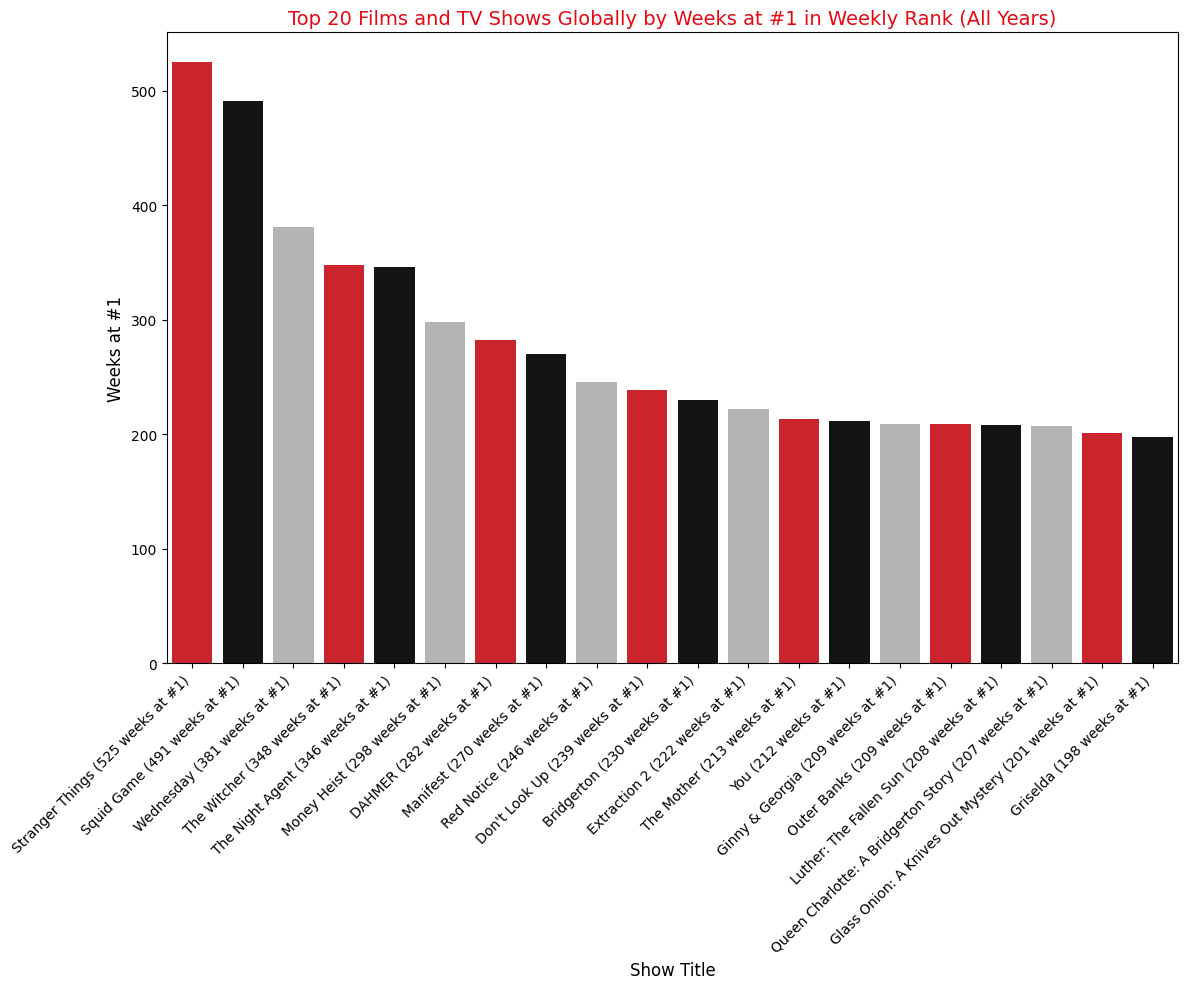 Top 20 Films and TV Shows Globally by Weeks at #1 in Weekly Rank (All Years)
Weeks at #1
500
400
300
200
100
0
Stranger Things (525 weeks at #1)
Squid Game (491 weeks at #1)
Wednesday (381 weeks at #1)
The Witcher (348 weeks at #1)
The Night Agent (346 weeks at #1)
Money Heist (298 weeks at #1)
DAHMER (282 weeks at #1)
Manifest (270 weeks at #1)
Red Notice (246 weeks at #1)
Don't Look Up (239 weeks at #1)
Bridgerton (230 weeks at #1)
Extraction 2 (222 weeks at #1)
The Mother (213 weeks at #1)
You (212 weeks at #1)
Ginny & Georgia (209 weeks at #1)
Outer Banks (209 weeks at #1)
Luther: The Fallen Sun (208 weeks at #1)
Queen Charlotte: A Bridgerton Story (207 weeks at #1)
Glass Onion: A Knives Out Mystery (201 weeks at #1)
Griselda (198 weeks at #1)
Show Title